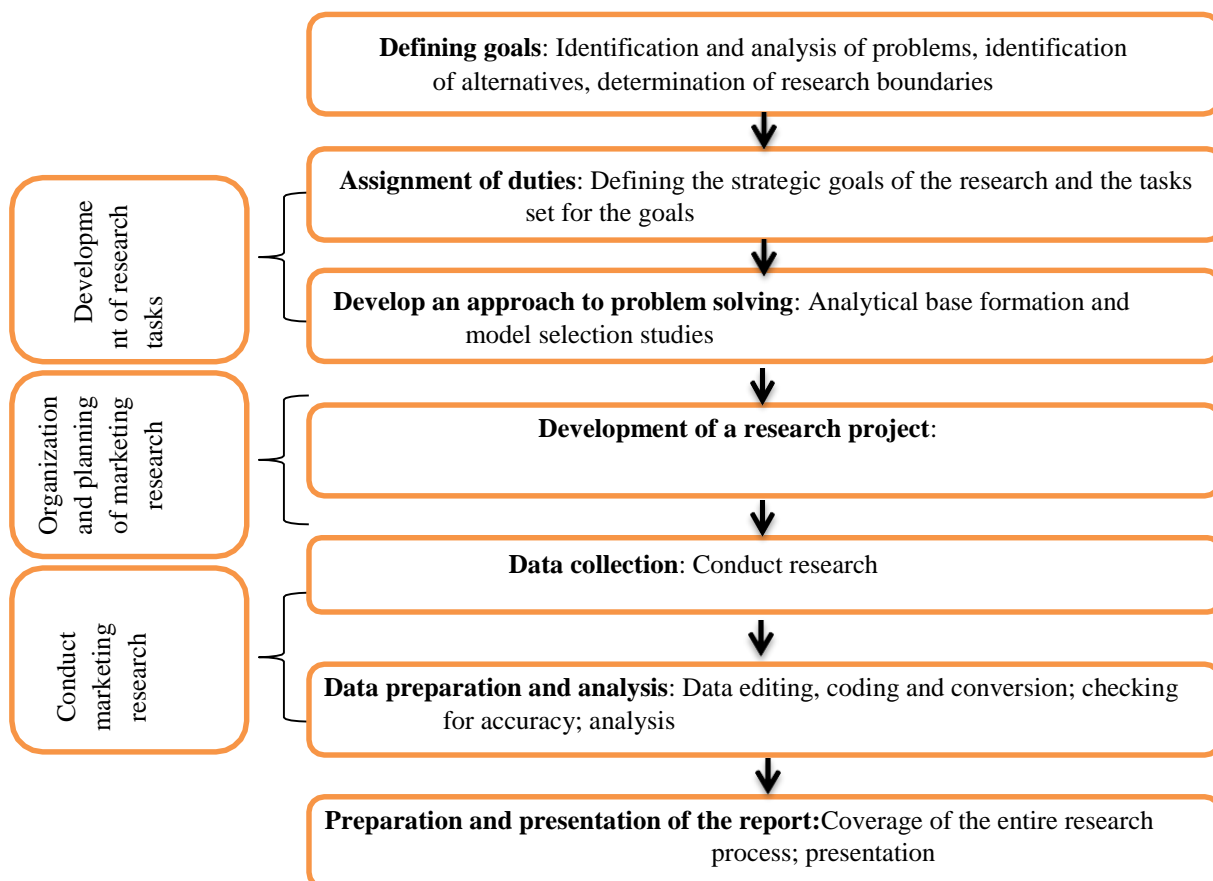 Defining goals: Identification and analysis of problems, identification
of alternatives, determination of research boundaries
Developme
nt of research
tasks
Assignment of duties: Defining the strategic goals of the research and the tasks
set for the goals
Develop an approach to problem solving: Analytical base formation and
model selection studies
Organization
and planning
of marketing
research
Development of a research project:
Conduct
marketing
research
Data collection: Conduct research
Data preparation and analysis: Data editing, coding and conversion; checking
for accuracy; analysis
Preparation and presentation of the report:Coverage of the entire research
process; presentation